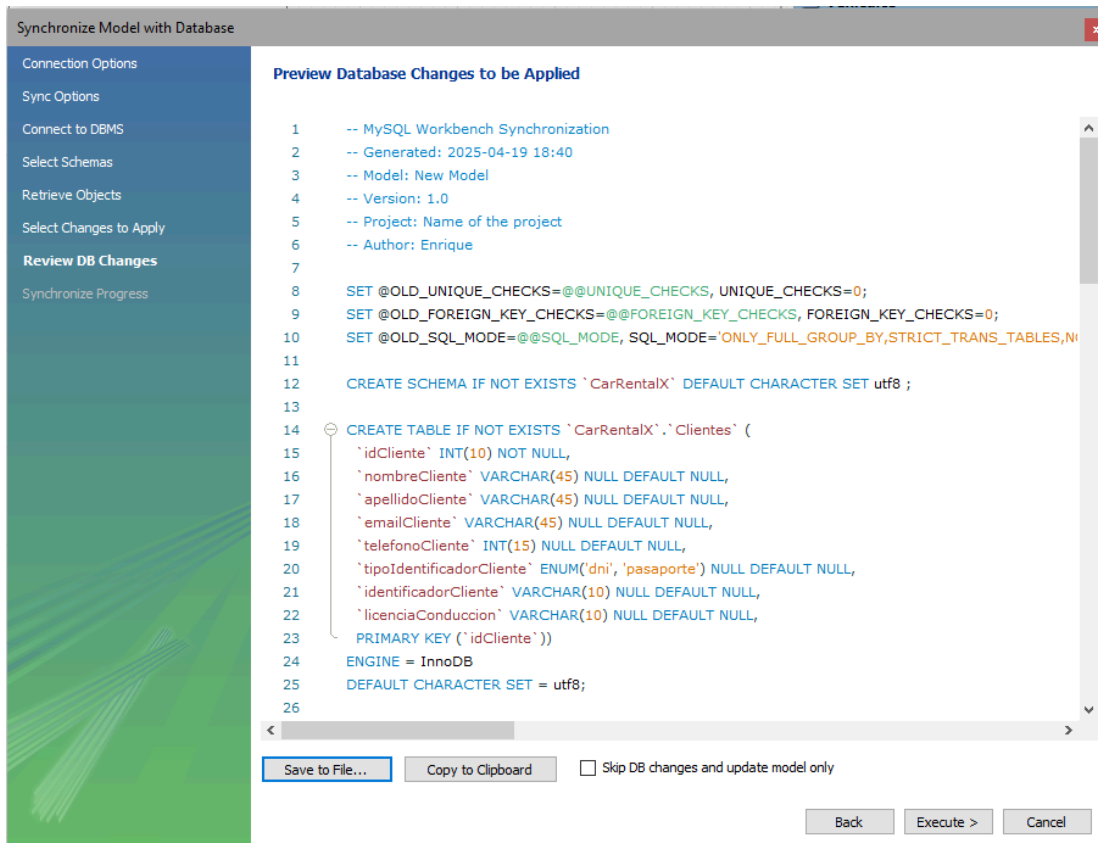 Synchronize Model with Database
Connection Options
Sync Options
Connect to DBMS
Select Schemas
Retrieve Objects
Select Changes to Apply
Review DB Changes
Synchronize Progress
Preview Database Changes to be Applied
1 -- MySQL Workbench Synchronization
2 -- Generated: 2025-04-19 18:40
3 -- Model: New Model
4 -- Version: 1.0
5 -- Project: Name of the project
6 -- Author: Enrique
7
8 SET @OLD_UNIQUE_CHECKS=@@UNIQUE_CHECKS, UNIQUE_CHECKS=0;
9 SET @OLD_FOREIGN_KEY_CHECKS=@@FOREIGN_KEY_CHECKS, FOREIGN_KEY_CHECKS=0;
10 SET @OLD_SQL_MODE=@@SQL_MODE, SQL_MODE='ONLY_FULL_GROUP_BY,STRICT_TRANS_TABLES,
11
12 CREATE SCHEMA IF NOT EXISTS `CarRentalX` DEFAULT CHARACTER SET utf8 ;
13
14 CREATE TABLE IF NOT EXISTS `CarRentalX`.`Clientes` (
15 `idCliente` INT(10) NOT NULL,
16 `nombreCliente` VARCHAR(45) NULL DEFAULT NULL,
17 `apellidoCliente` VARCHAR(45) NULL DEFAULT NULL,
18 `emailCliente` VARCHAR(45) NULL DEFAULT NULL,
19 `telefonoCliente` INT(15) NULL DEFAULT NULL,
20 `tipoIdentificadorCliente` ENUM('dni', 'pasaporte') NULL DEFAULT NULL,
21 `identificadorCliente` VARCHAR(10) NULL DEFAULT NULL,
22 `licenciaConduccion` VARCHAR(10) NULL DEFAULT NULL,
23 PRIMARY KEY (`idCliente`))
24 ENGINE = InnoDB
25 DEFAULT CHARACTER SET = utf8;
26
Save to File...
Copy to Clipboard
Skip DB changes and update model only
Back
Execute >
Cancel